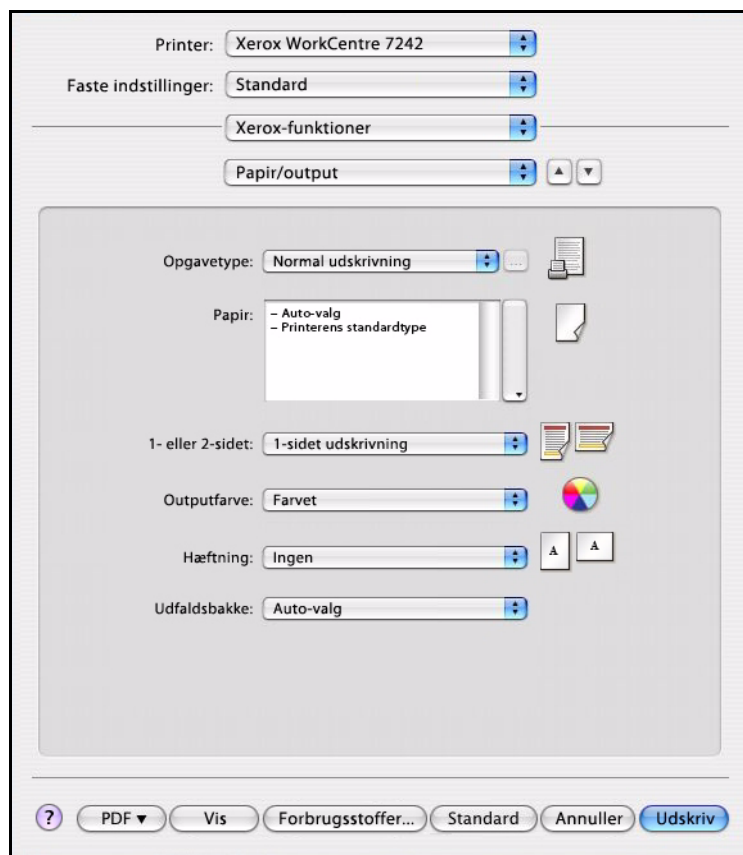 Printer: Xerox WorkCentre 7242
Faste indstillinger: Standard
Xerox-funktioner
Papir/output
Opgavetype: Normal udskrivning ...
Papir: – Auto-valg
– Printerens standardtype
1- eller 2-sidet: 1-sidet udskrivning
Outputfarve: Farvet
Hæftning: Ingen A A
Udfaldsbakke: Auto-valg
? PDF ▼ Vis Forbrugsstoffer... Standard Annuller Udskriv